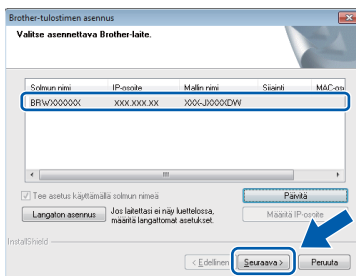 Brother-tulostimen asennus
Valitse asennettava Brother-laite.
Solmun nimi IP-osoite Mallin nimi Sijainti MAC-os
BRWXXXXXX XXX.XXX.XX XXX-JXXXXDW
Tee asetus käyttämällä solmun nimeä
Päivitä
Langaton asennus
Jos laitettasi ei näy luettelossa,
määritä langattomat asetukset.
Määritä IP-osoite
InstallShield
< Edellinen Seuraava > Peruuta